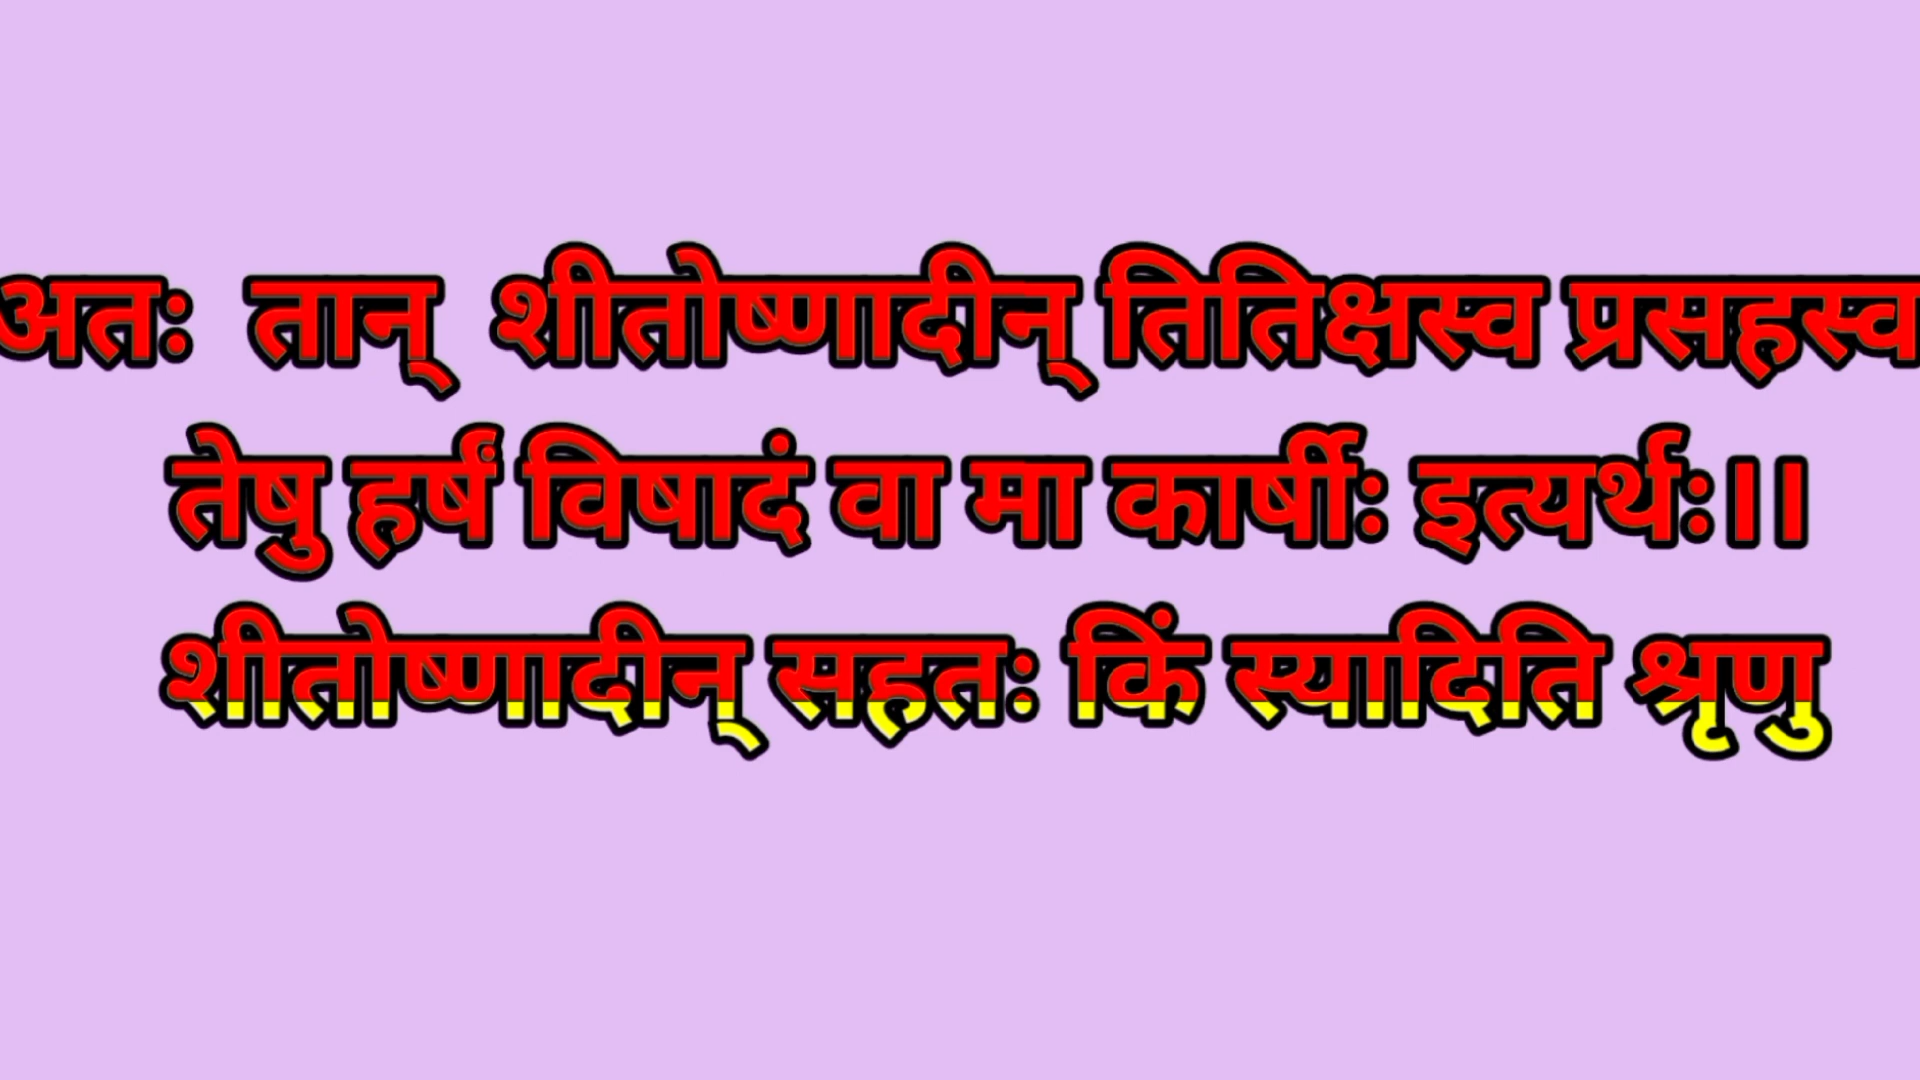 अतः तान् शीतोष्णादीन् तितिक्षस्व प्रसहस्व
तेषु हर्षं विषादं वा मा कार्षीः इत्यर्थः।।
शीतोष्णादीन् सहतः किं स्यादिति श्रृणु